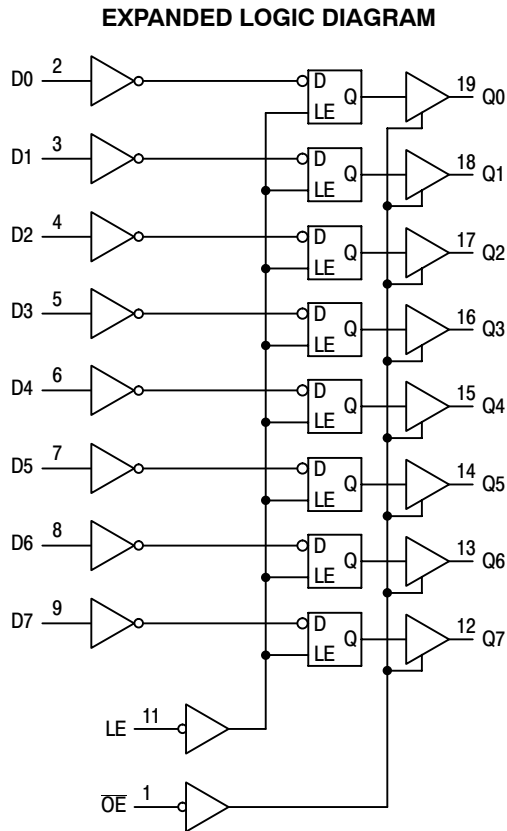 EXPANDED LOGIC DIAGRAM
D0 2 D LE Q 19 Q0
D1 3 D LE Q 18 Q1
D2 4 D LE Q 17 Q2
D3 5 D LE Q 16 Q3
D4 6 D LE Q 15 Q4
D5 7 D LE Q 14 Q5
D6 8 D LE Q 13 Q6
D7 9 D LE Q 12 Q7
LE 11
O̅E̅ 1